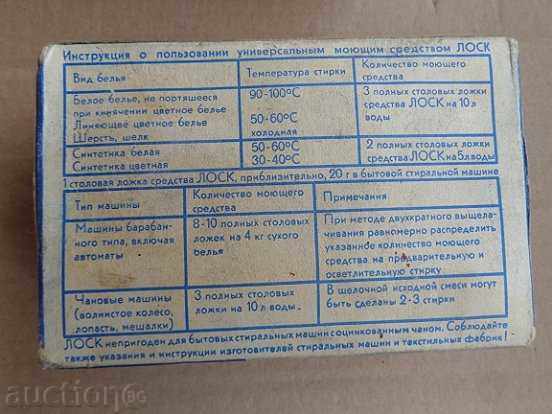 Инструкция о пользовании универсальным моющим средством ЛОСК
Вид белья
Температура стирки
Количество моющего
средства
Белое белье, не портящееся
при кипячении цветное белье
Линяющее цветное белье
Шерсть, шелк
90-100°C
50-60°C
холодная
3 полных столовых ложки
средства ЛОСК на 10 л
воды
Синтетика белая
Синтетика цветная
50-60°C
30-40°C
2 полных столовых ложки
средства ЛОСК на 5л воды
1 столовая ложка средства ЛОСК, приблизительно, 20 г в бытовой стиральной машине
Тип машины
Количество моющего
средства
Примечания
Машины барабан-
ного типа, включая
автоматы
8-10 полных столовых
ложек на 4 кг сухого
белья
При методе двухкратного выщела-
чивания равномерно распределить
указанное количество моющего
средства на предварительную и
осветлительную стирку
Чановые машины
(волнистое колесо,
лопасть, мешалки)
3 полных столовых
ложки на 10 л воды.
В щелочной исходной смеси могут
быть сделаны 2-3 стирки
ЛОСК непригоден для бытовых стиральных машин с оцинкованным чаном. Соблюдайте
также указания и инструкции изготовителей стиральных машин и текстильных фабрик!
auction.bg